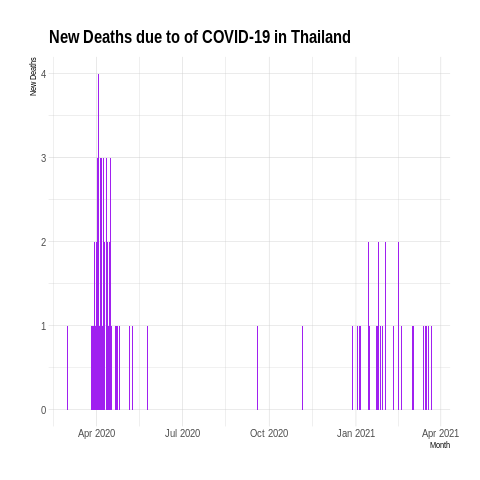 New Deaths due to of COVID-19 in Thailand
New Deaths
4
3
2
1
0
Apr 2020 Jul 2020 Oct 2020 Jan 2021 Apr 2021
Month